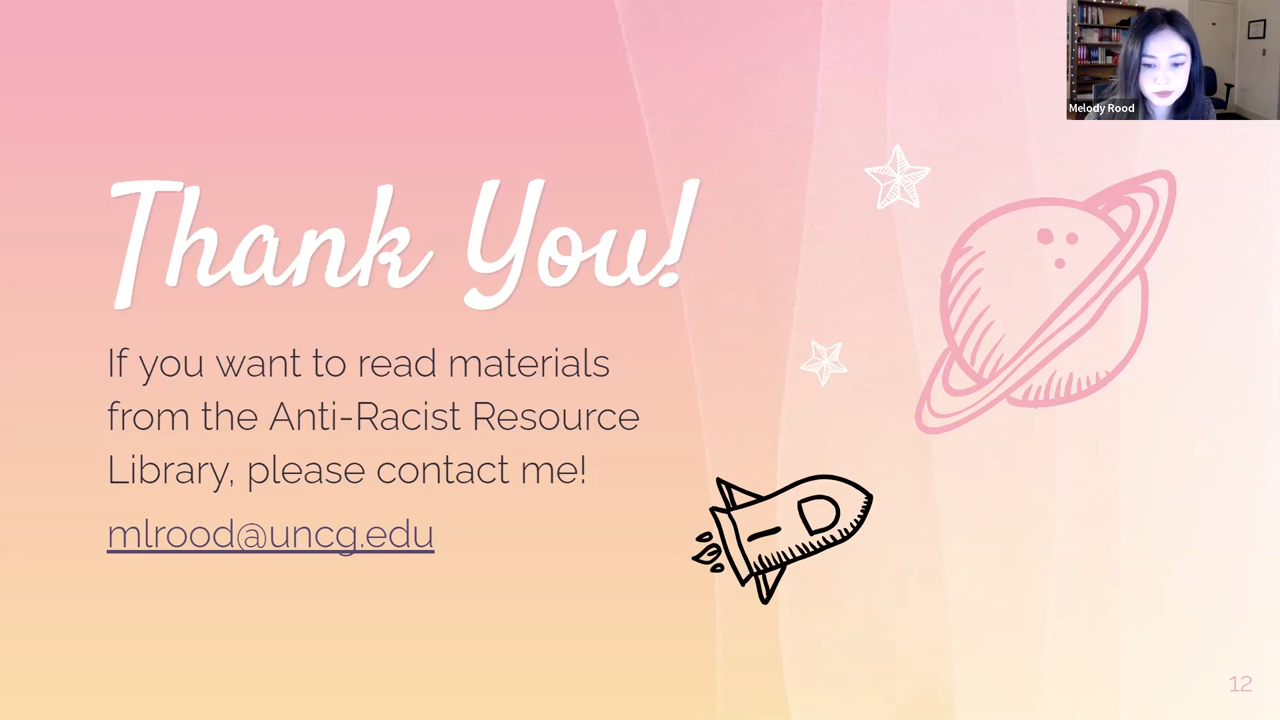 Melody Rood
Thank You!
If you want to read materials
from the Anti-Racist Resource
Library, please contact me!
mlrood@uncg.edu
12